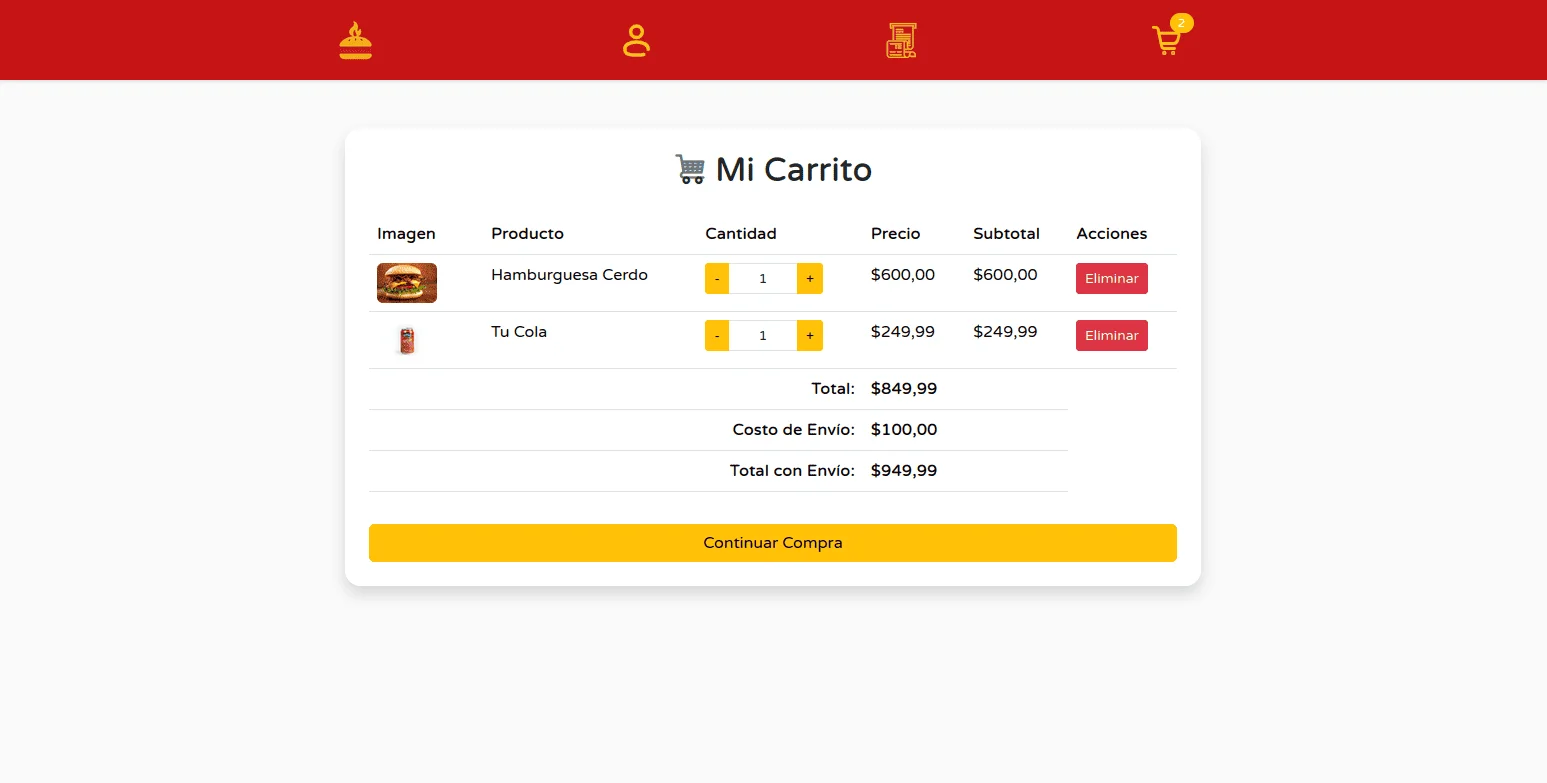 2
Mi Carrito
Imagen Producto Cantidad Precio Subtotal Acciones
Hamburguesa Cerdo - 1 + $600,00 $600,00 Eliminar
Tu Cola - 1 + $249,99 $249,99 Eliminar
Total: $849,99
Costo de Envío: $100,00
Total con Envío: $949,99
Continuar Compra